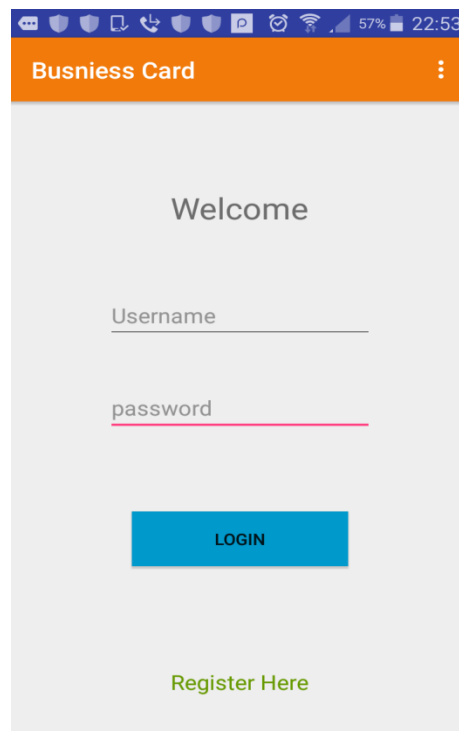 57% 22:53
Busniess Card
Welcome
Username
password
LOGIN
Register Here